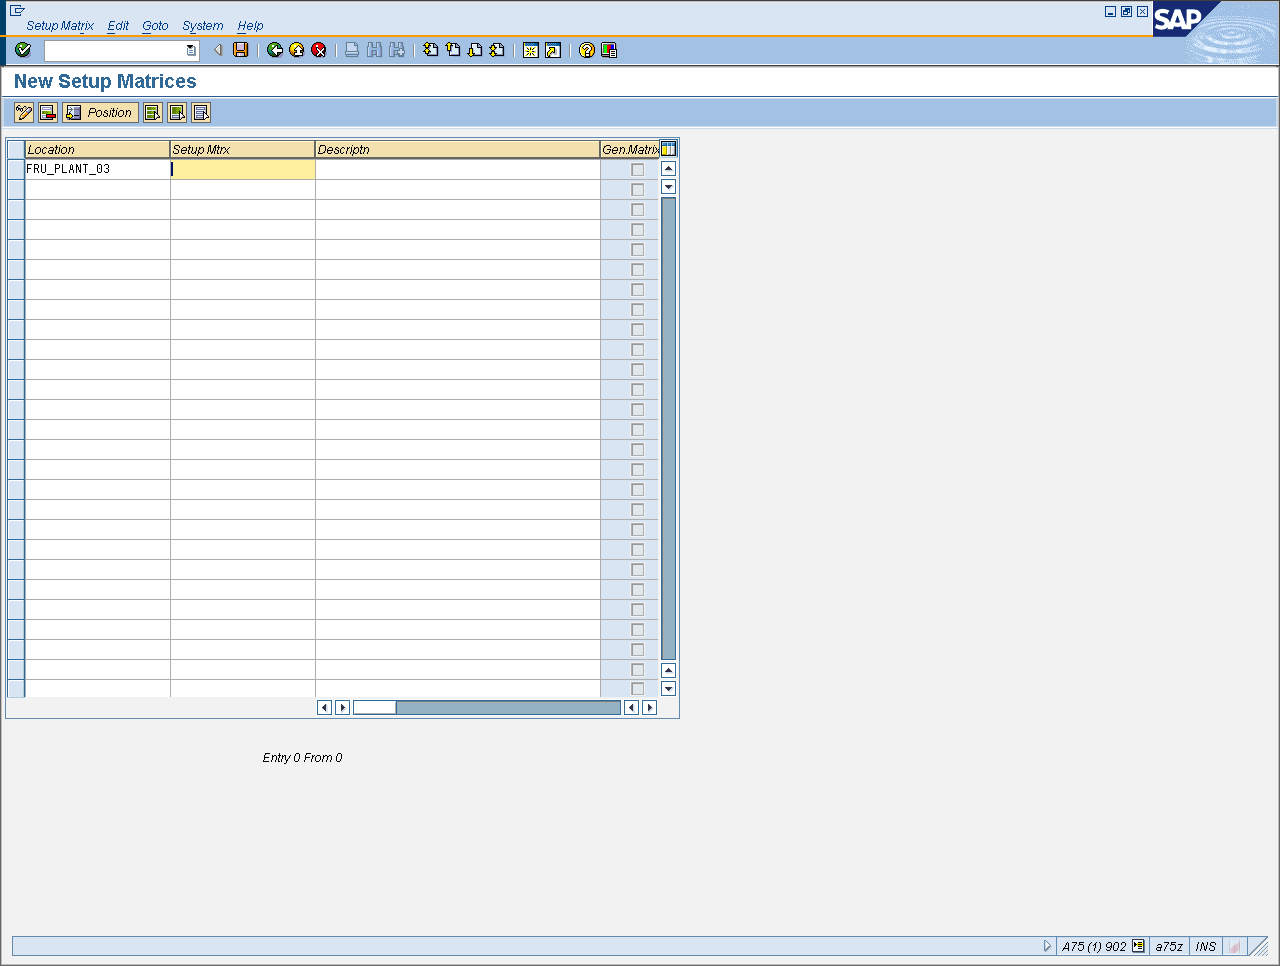 Setup Matrix Edit Goto System Help
SAP
New Setup Matrices
Position
Location Setup Mtrx Descriptn Gen.Matrix
FRU_PLANT_03
Entry 0 From 0
A75 (1) 902 a75z INS